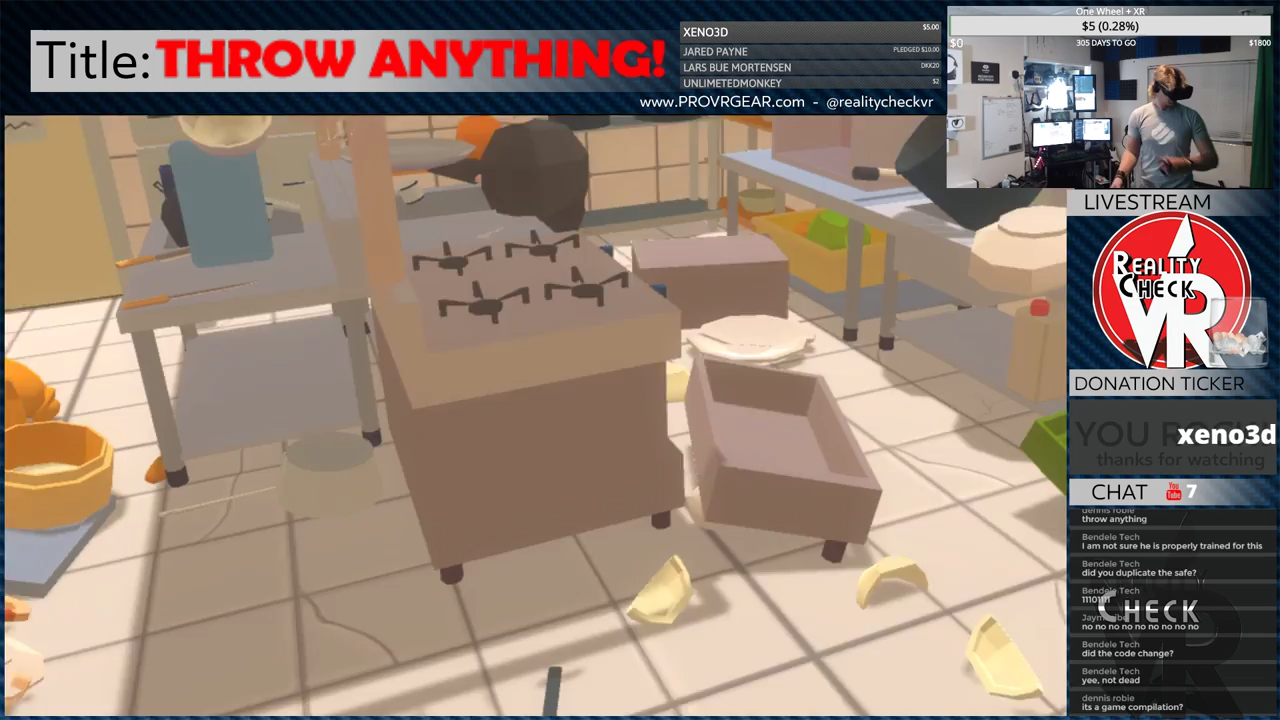 Title: THROW ANYTHING!
XENO3D $5.00
JARED PAYNE PLEDGED $10.00
LARS BUE MORTENSEN DKK20
UNLIMETEDMONKEY $2
www.PROVRGEAR.com - @realitycheckvr
One Wheel + XR
$5 (0.28%)
$0 305 DAYS TO GO $1800
LIVESTREAM
REALITY
CHECK
VR
DONATION TICKER
YOU
xeno3d
thanks for watching
CHAT You Tube 7
dennis robie
throw anything
Bendele Tech
I am not sure he is properly trained for this
Bendele Tech
did you duplicate the safe?
Bendele Tech
CHECK
no no no no no no no no no
Bendele Tech
did the code change?
Bendele Tech
yee, not dead
dennis robie
its a game compilation?